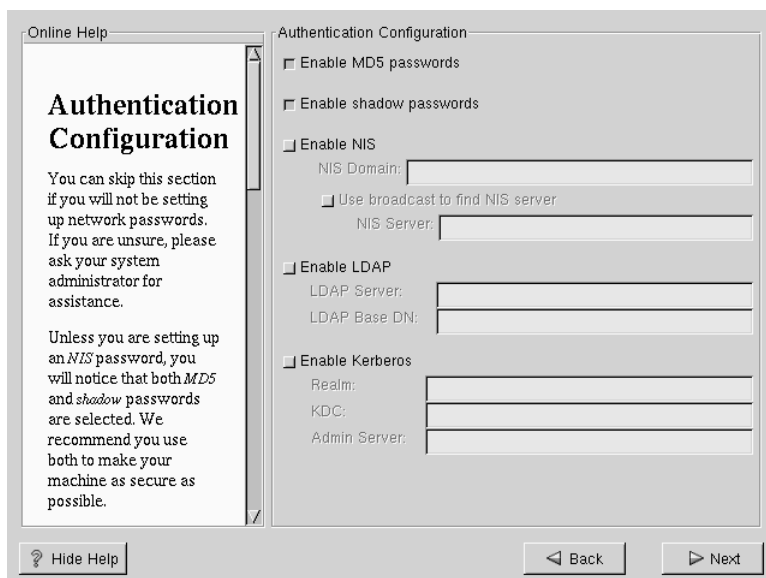 Online Help
Authentication
Configuration
You can skip this section
if you will not be setting
up network passwords.
If you are unsure, please
ask your system
administrator for
assistance.
Unless you are setting up
an NIS password, you
will notice that both MD5
and shadow passwords
are selected. We
recommend you use
both to make your
machine as secure as
possible.
Authentication Configuration
Enable MD5 passwords
Enable shadow passwords
Enable NIS
NIS Domain:
Use broadcast to find NIS server
NIS Server:
Enable LDAP
LDAP Server:
LDAP Base DN:
Enable Kerberos
Realm:
KDC:
Admin Server:
? Hide Help
Back
Next